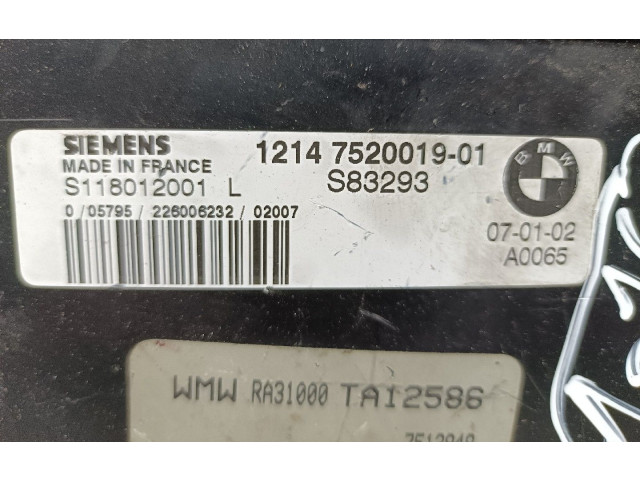 SIEMENS
MADE IN FRANCE
1214 7520019-01
S118012001 L
S83293
BMW
0 / 05795 / 226006232 / 02007
07-01-02
A0065
WMW RA31000 TA12586